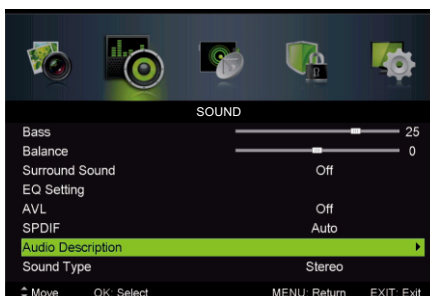 SOUND
Bass 25
Balance 0
Surround Sound Off
EQ Setting
AVL Off
SPDIF Auto
Audio Description
Sound Type Stereo
Move OK: Select MENU: Return EXIT: Exit